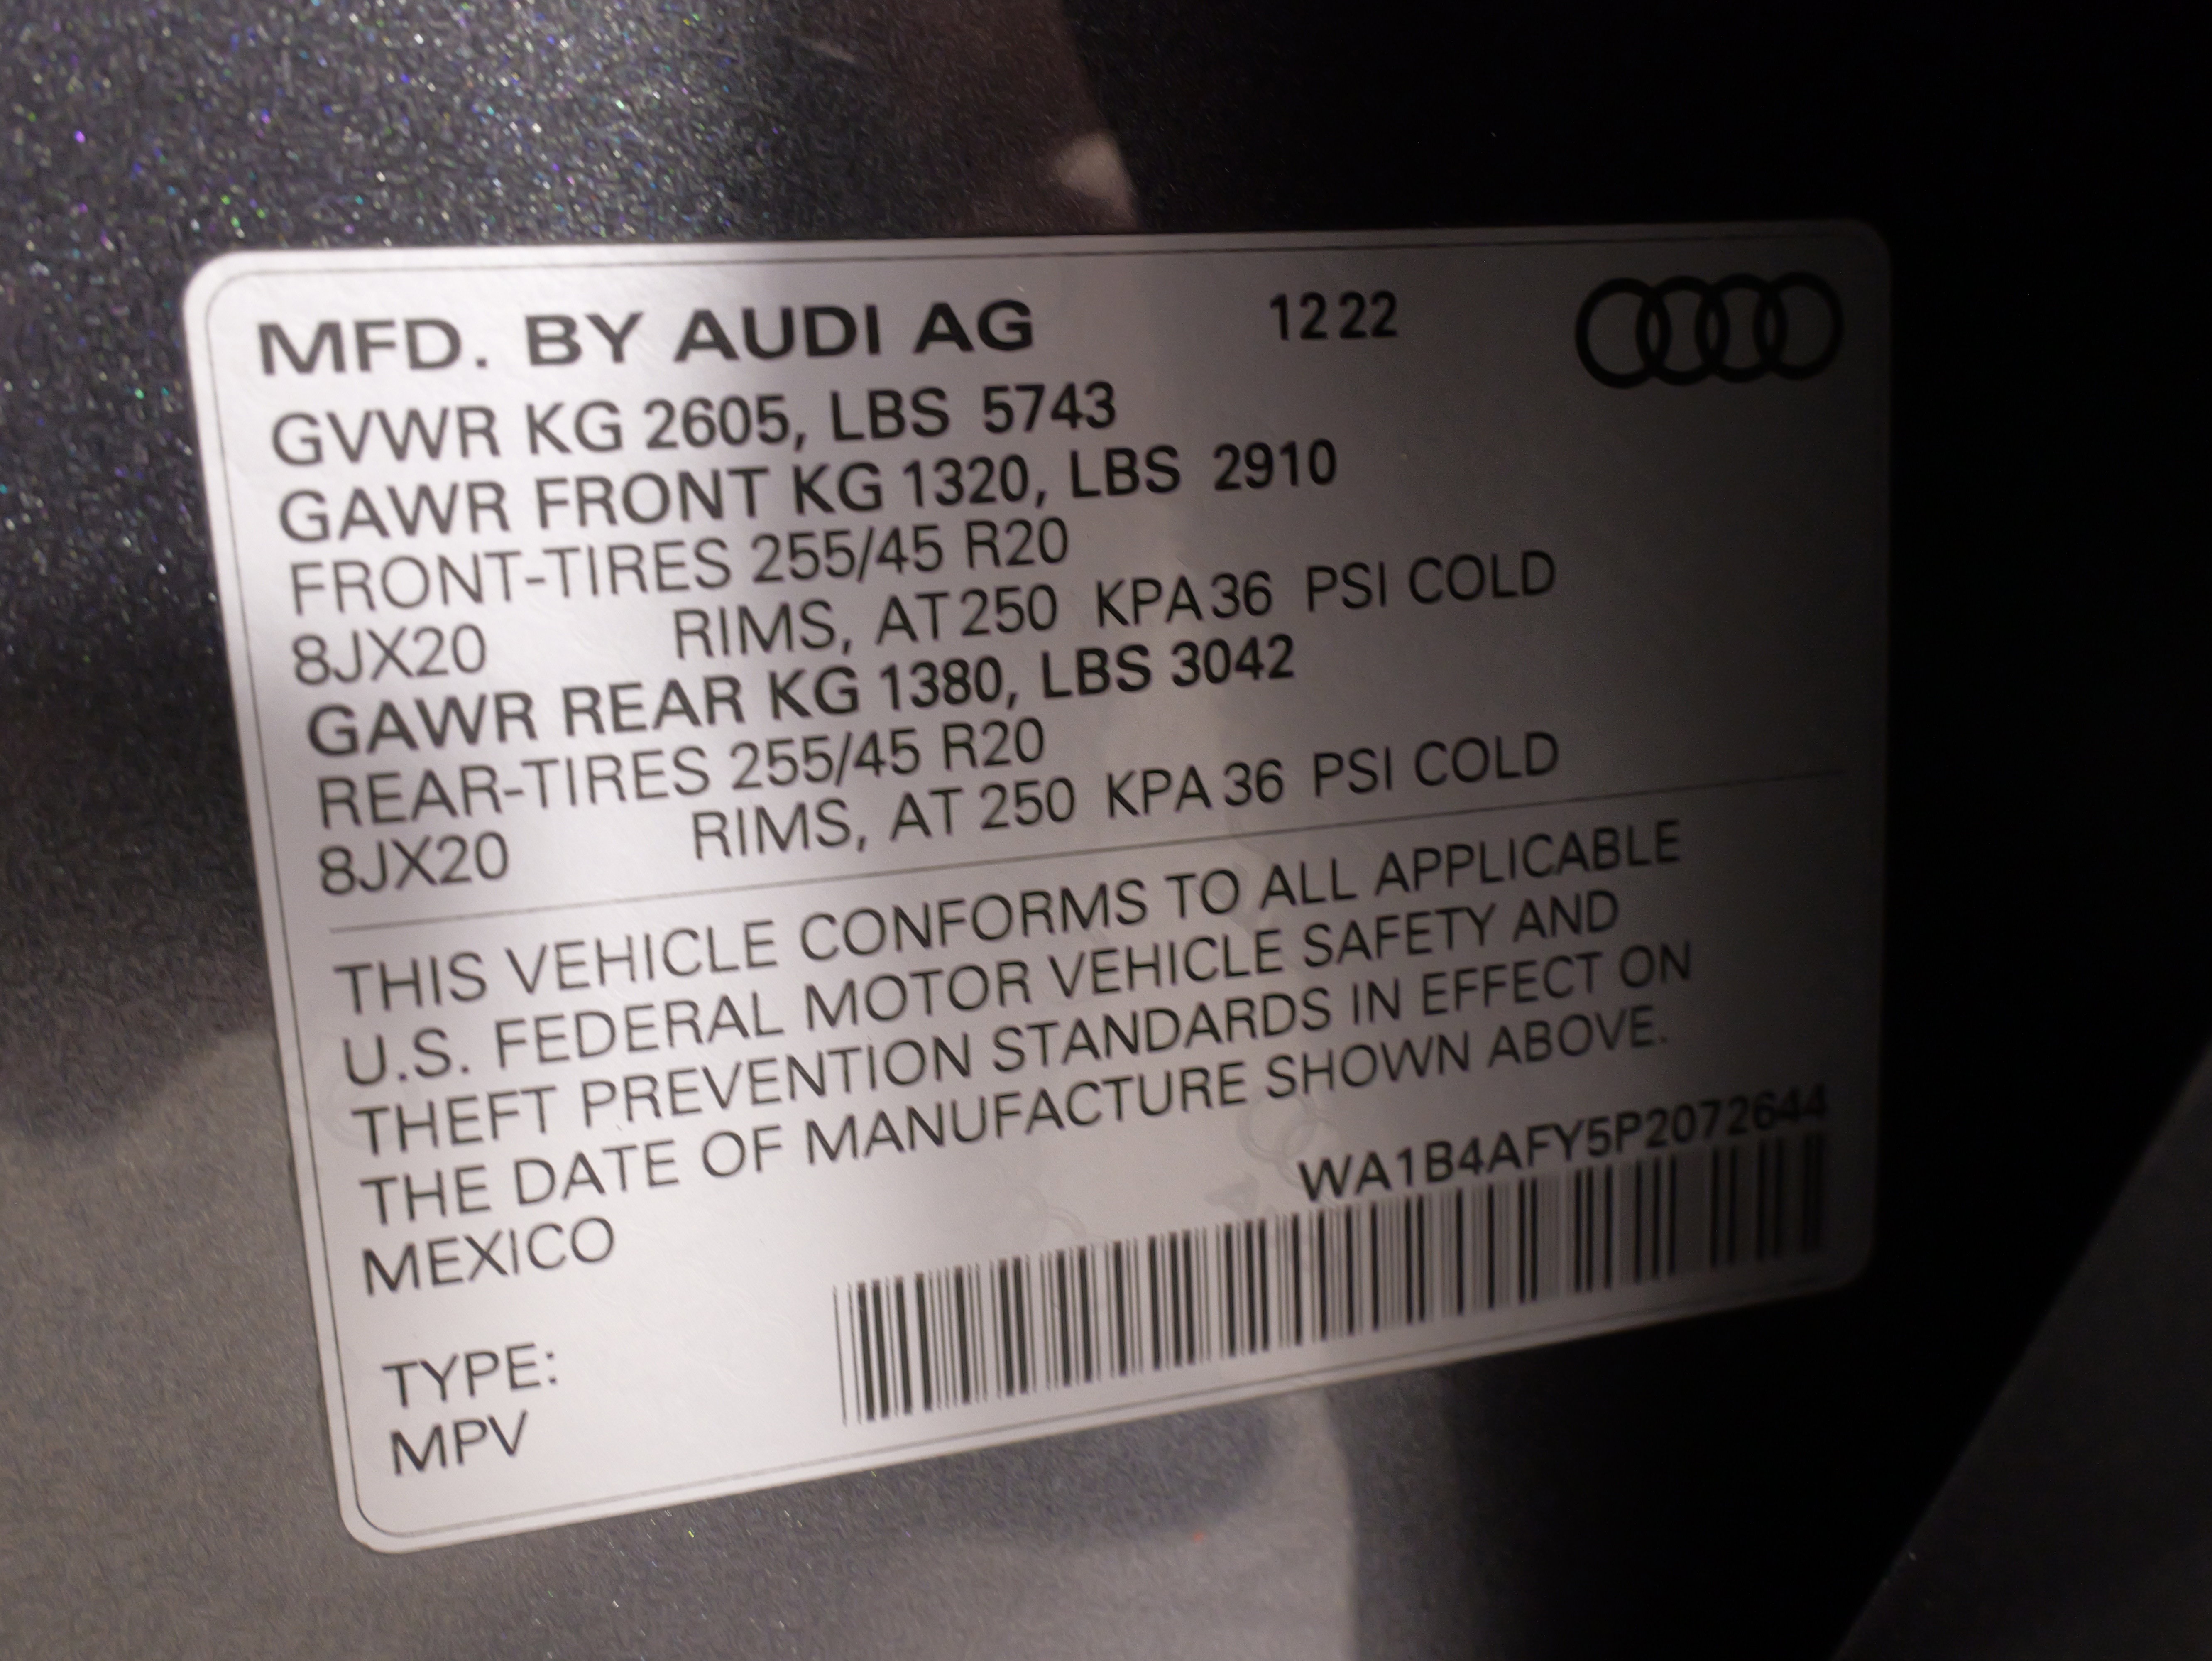 MFD. BY AUDI AG 1222
GVWR KG 2605, LBS 5743
GAWR FRONT KG 1320, LBS 2910
FRONT-TIRES 255/45 R20
8JX20 RIMS, AT 250 KPA 36 PSI COLD
GAWR REAR KG 1380, LBS 3042
REAR-TIRES 255/45 R20
8JX20 RIMS, AT 250 KPA 36 PSI COLD
THIS VEHICLE CONFORMS TO ALL APPLICABLE
U.S. FEDERAL MOTOR VEHICLE SAFETY AND
THEFT PREVENTION STANDARDS IN EFFECT ON
THE DATE OF MANUFACTURE SHOWN ABOVE.
MEXICO
WA1B4AFY5P2072644
TYPE:
MPV